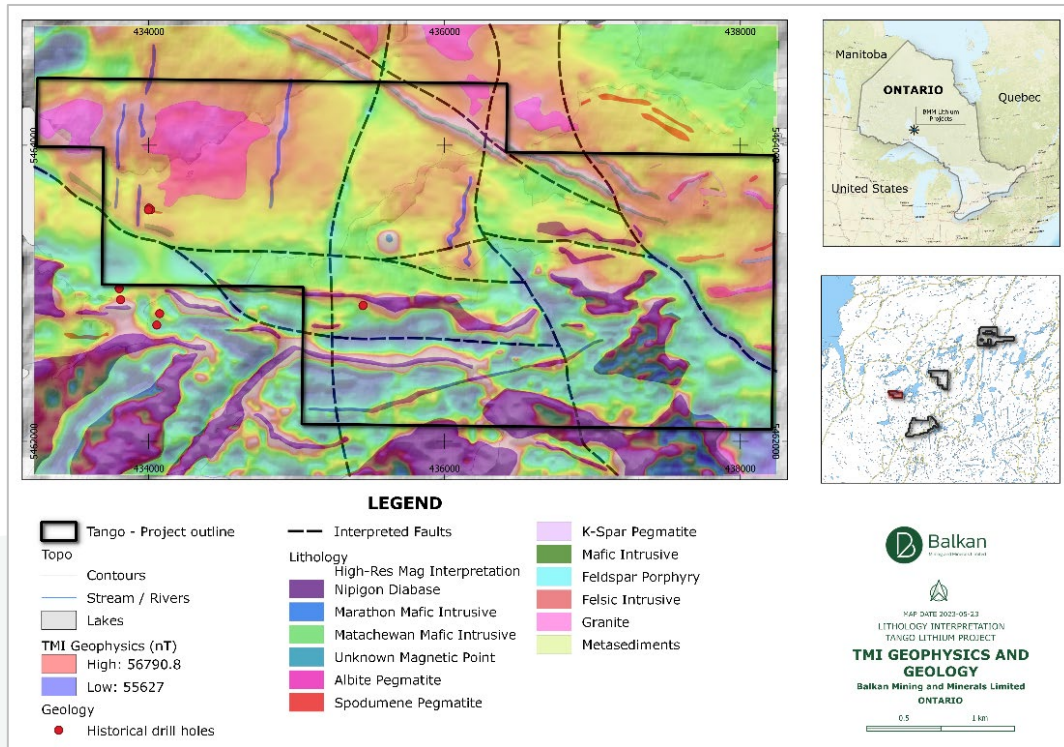 434000
436000
438000
5464000
5464000
5462000
5462000
434000
436000
438000
Manitoba
ONTARIO
Quebec
BMM Lithium
Projects
United States
LEGEND
Tango - Project outline
Topo
Contours
Stream / Rivers
Lakes
TMI Geophysics (nT)
High: 56790.8
Low: 55627
Geology
Historical drill holes
Interpreted Faults
Lithology
High-Res Mag Interpretation
Nipigon Diabase
Marathon Mafic Intrusive
Matachewan Mafic Intrusive
Unknown Magnetic Point
Albite Pegmatite
Spodumene Pegmatite
K-Spar Pegmatite
Mafic Intrusive
Feldspar Porphyry
Felsic Intrusive
Granite
Metasediments
Balkan
Mining and Minerals Limited
MAP DATE 2023-05-23
LITHOLOGY INTERPRETATION
TANGO LITHIUM PROJECT
TMI GEOPHYSICS AND
GEOLOGY
Balkan Mining and Minerals Limited
ONTARIO
0.5 1 km